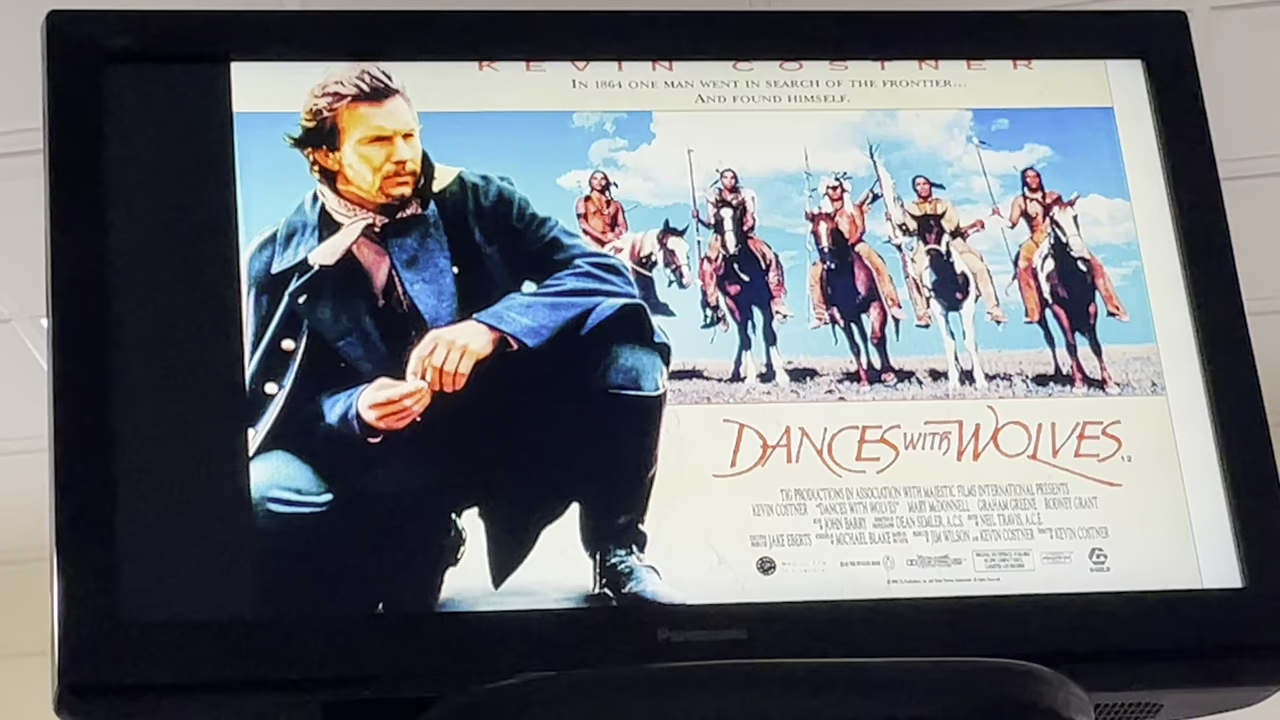 KEVIN COSTNER
IN 1864 ONE MAN WENT IN SEARCH OF THE FRONTIER...
AND FOUND HIMSELF.
DANCES WITH WOLVES
12
TIG PRODUCTIONS IN ASSOCIATION WITH MAJESTIC FILMS INTERNATIONAL PRESENTS
KEVIN COSTNER "DANCES WITH WOLVES" MARY McDONNELL GRAHAM GREENE RODNEY GRANT
JOHN BARRY DEAN SEMLER, A.C.S. NEIL TRAVIS, A.C.E.
JAKE EBERTS MICHAEL BLAKE JIM WILSON AND KEVIN COSTNER KEVIN COSTNER
Panasonic